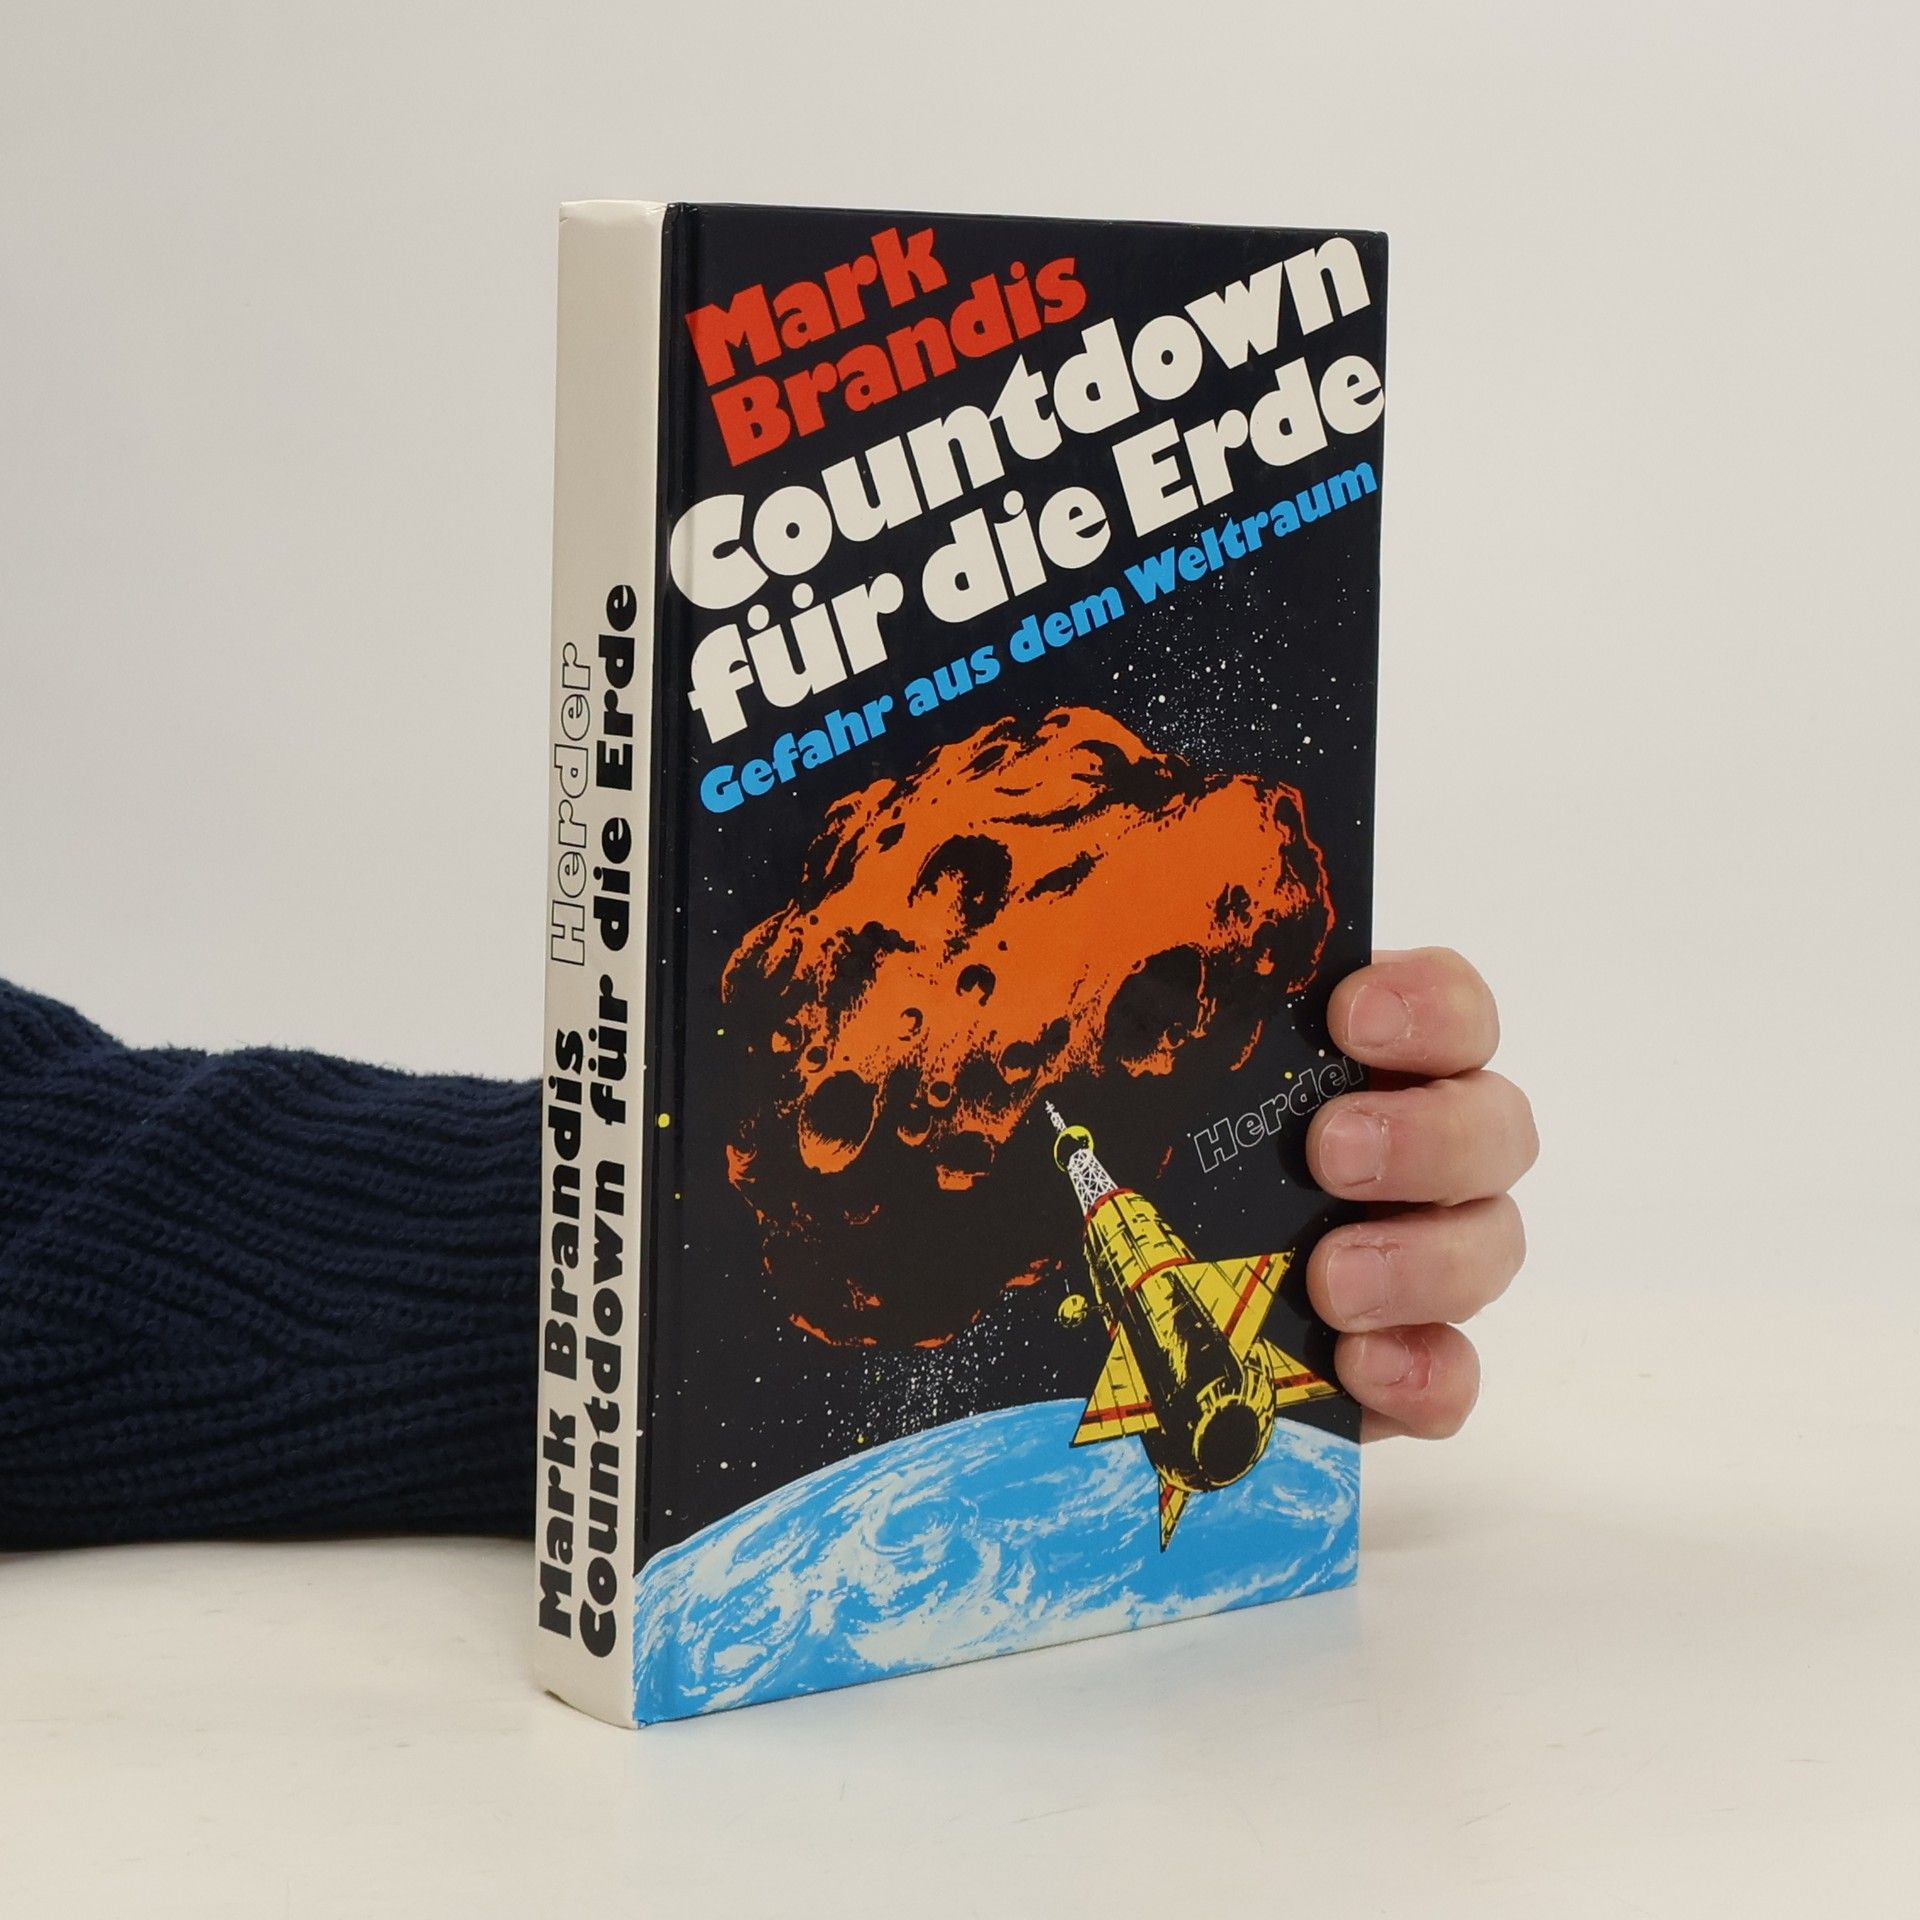 Mark
Brandis
Countdown
für die Erde
Gefahr aus dem Weltraum
Herder
Mark Brandis Herder
Countdown für die Erde